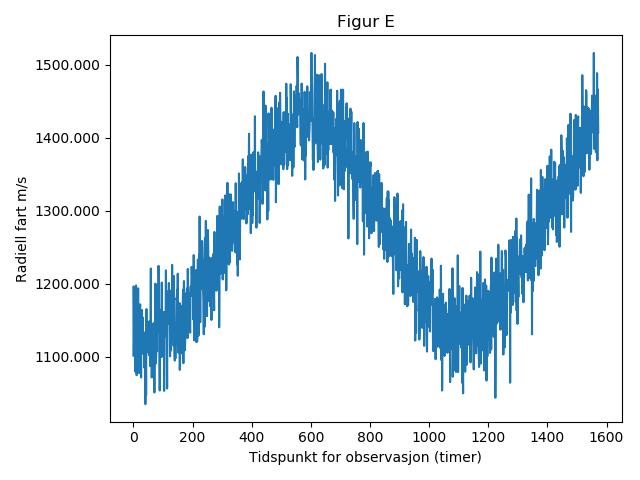 Figur E
1500.000
1400.000
1300.000
1200.000
1100.000
Radiell fart m/s
0 200 400 600 800 1000 1200 1400 1600
Tidspunkt for observasjon (timer)